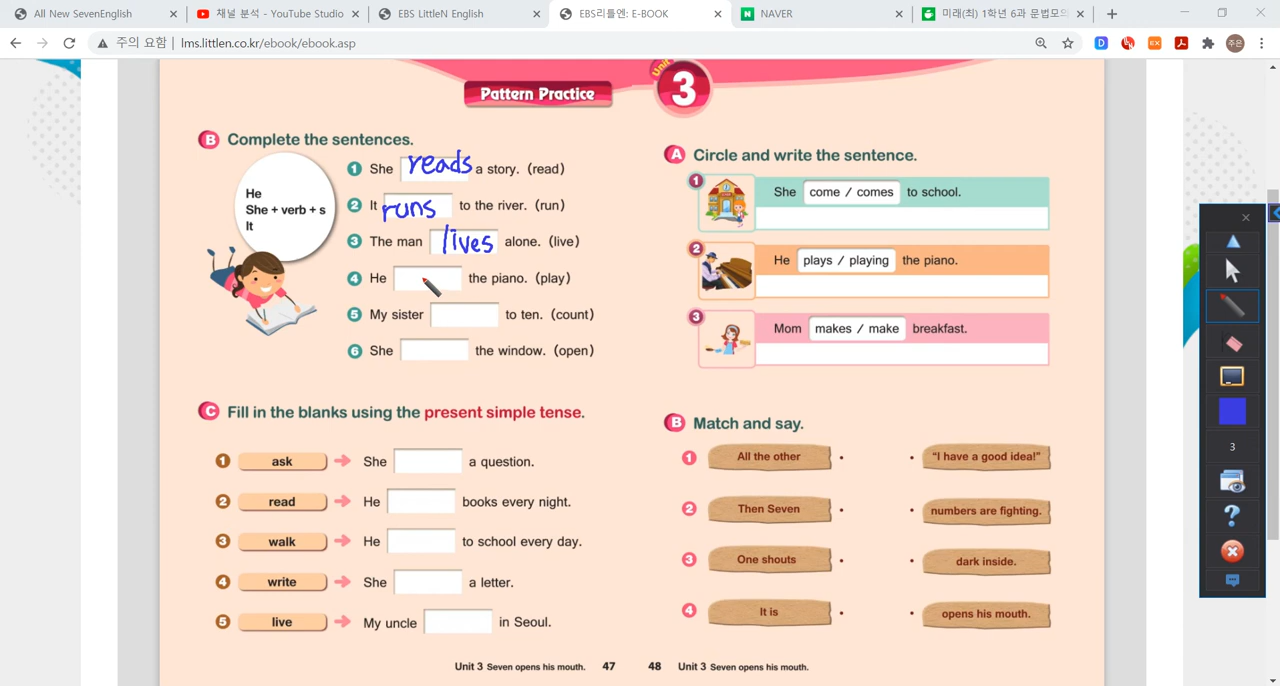 All New SevenEnglish
채널 분석 - YouTube Studio
EBS LittleN English
EBS리틀엔: E-BOOK
NAVER
미래(최) 1학년 6과 문법모의
주의 요함 | lms.littlen.co.kr/ebook/ebook.asp
주은
Pattern Practice
Unit 3
B Complete the sentences.
He
She + verb + s
It
1 She reads a story. (read)
2 It runs to the river. (run)
3 The man lives alone. (live)
4 He the piano. (play)
5 My sister to ten. (count)
6 She the window. (open)
C Fill in the blanks using the present simple tense.
1 ask She a question.
2 read He books every night.
3 walk He to school every day.
4 write She a letter.
5 live My uncle in Seoul.
Unit 3 Seven opens his mouth. 47
A Circle and write the sentence.
1 She come / comes to school.
2 He plays / playing the piano.
3 Mom makes / make breakfast.
B Match and say.
1 All the other • • "I have a good idea!"
2 Then Seven • • numbers are fighting.
3 One shouts • • dark inside.
4 It is • • opens his mouth.
48 Unit 3 Seven opens his mouth.
3